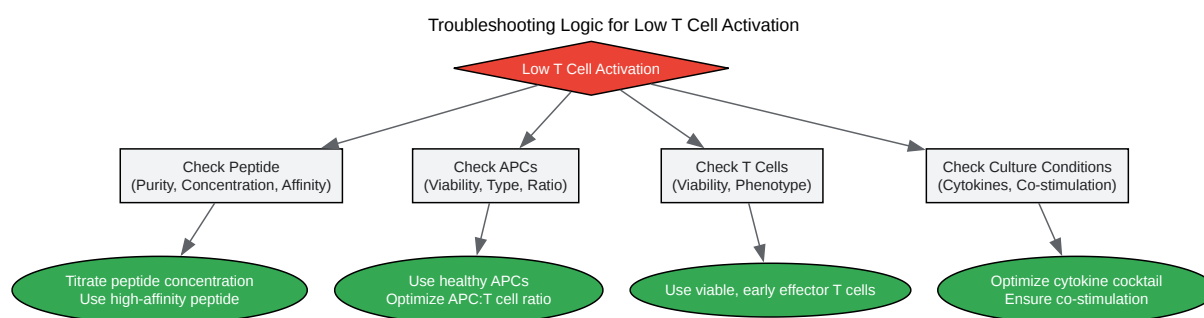 Troubleshooting Logic for Low T Cell Activation
Low T Cell Activation
Check Peptide
(Purity, Concentration, Affinity)
Check APCs
(Viability, Type, Ratio)
Check T Cells
(Viability, Phenotype)
Check Culture Conditions
(Cytokines, Co-stimulation)
Titrate peptide concentration
Use high-affinity peptide
Use healthy APCs
Optimize APC:T cell ratio
Use viable, early effector T cells
Optimize cytokine cocktail
Ensure co-stimulation